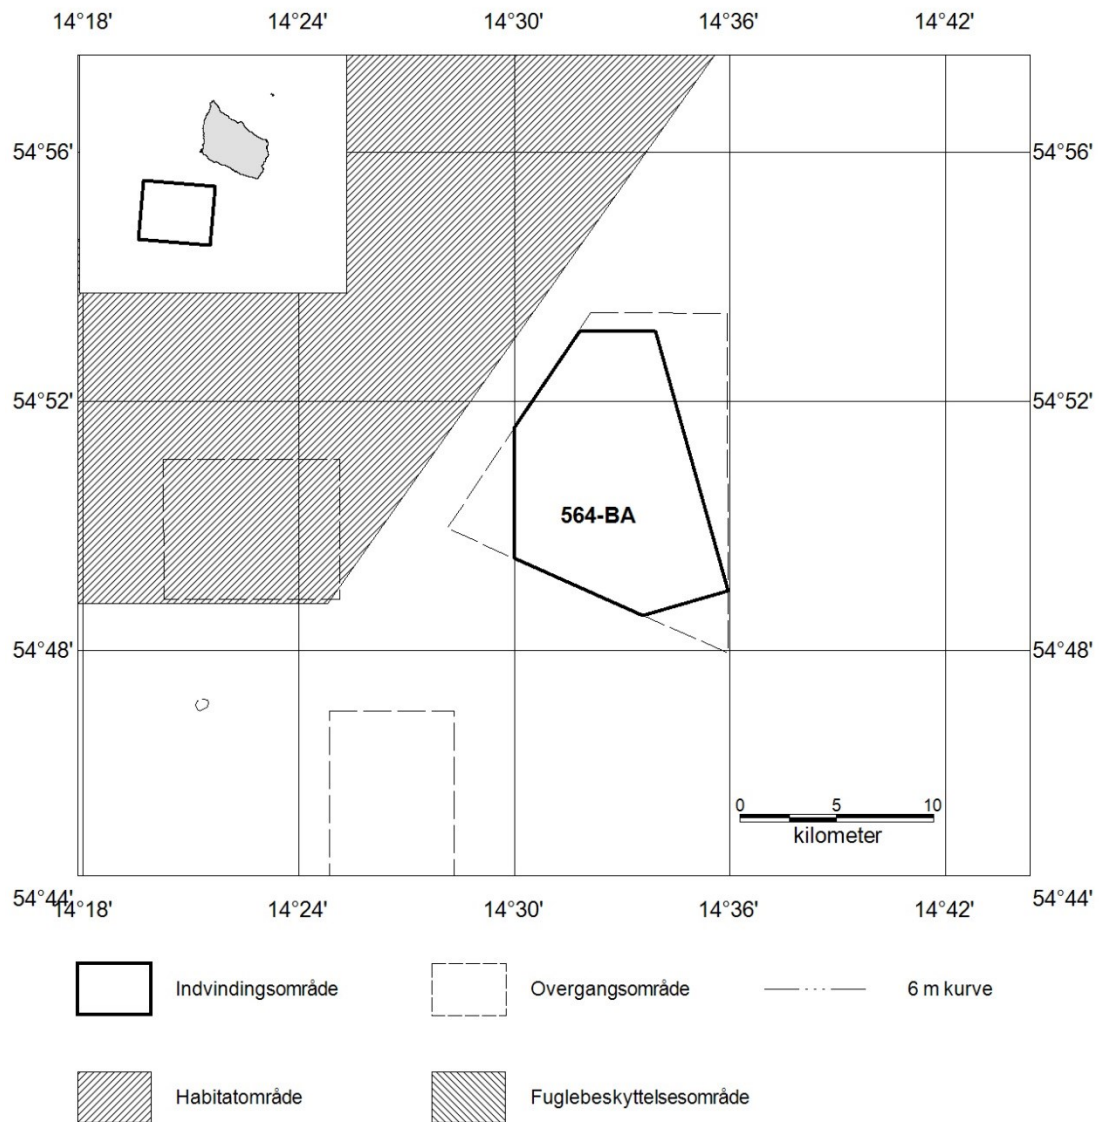 14°18' 14°24' 14°30' 14°36' 14°42'
54°56' 54°56'
54°52' 54°52'
564-BA
54°48' 54°48'
0 5 10
kilometer
54°44' 54°44'
14°18' 14°24' 14°30' 14°36' 14°42'
Indvindingsområde Overgangsområde 6 m kurve
Habitatområde Fuglebeskyttelsesområde